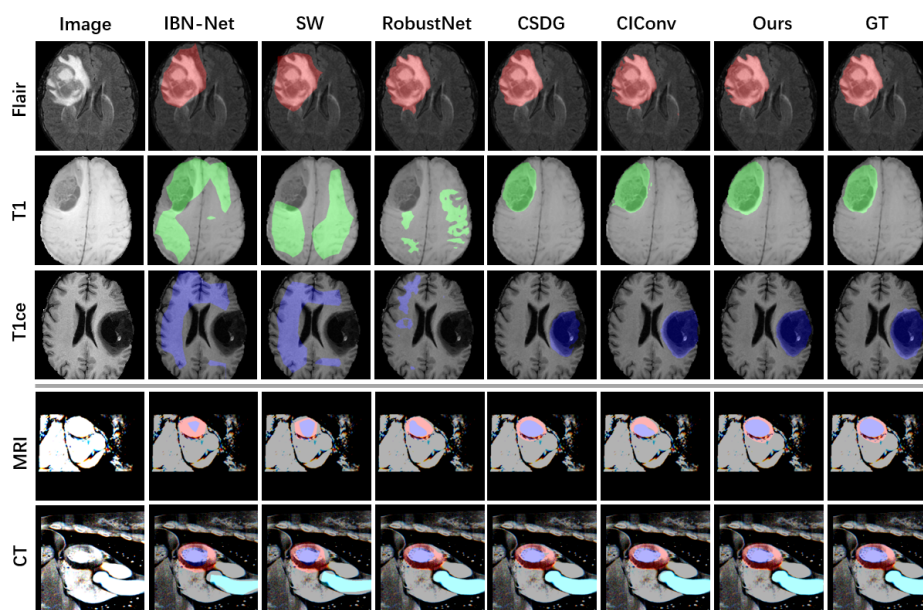 Image IBN-Net SW RobustNet CSDG CIConv Ours GT
Flair
T1
T1ce
MRI
CT